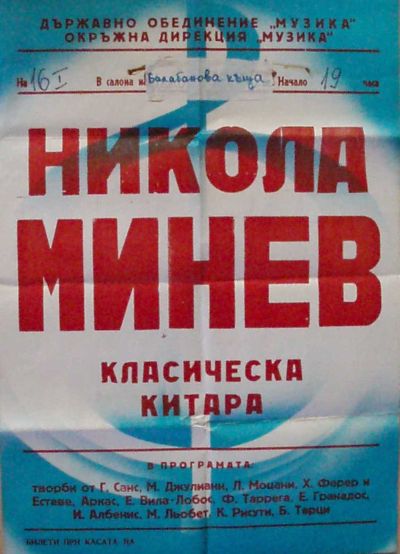 ДЪРЖАВНО ОБЕДИНЕНИЕ „МУЗИКА"
ОКРЪЖНА ДИРЕКЦИЯ „МУЗИКА"
На 16 I В салона на Балабанова къща Начало 19 часа
НИКОЛА
МИНЕВ
КЛАСИЧЕСКА
КИТАРА
В ПРОГРАМАТА:
творби от Г. Санс, М. Джулиани, Л. Моцани, Х. Ферер и
Естеве, Аркас, Е. Вила-Лобос, Ф. Таррега, Е. Гранадос,
И. Албенис, М. Льобет, К. Рисути, Б. Терци
БИЛЕТИ ПРИ КАСАТА НА